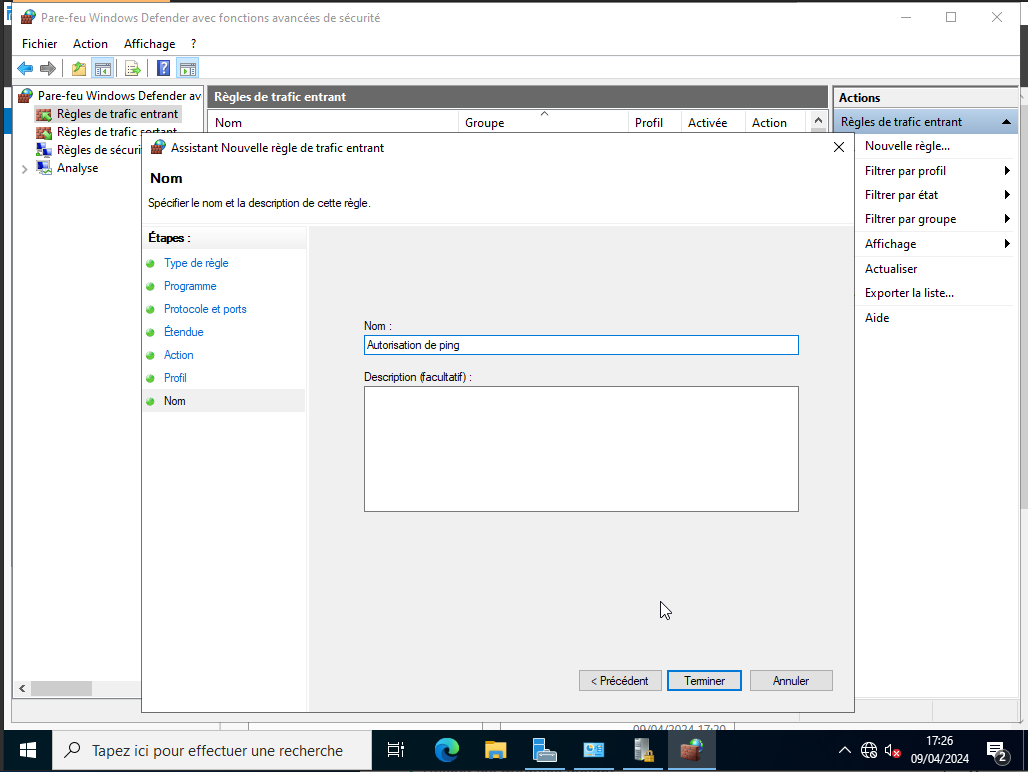 Pare-feu Windows Defender avec fonctions avancées de sécurité
Fichier Action Affichage ?
Pare-feu Windows Defender av
Règles de trafic entrant
Règles de trafic sortant
Règles de sécuri
Analyse
Règles de trafic entrant
Nom Groupe Profil Activée Action
Actions
Règles de trafic entrant
Nouvelle règle...
Filtrer par profil
Filtrer par état
Filtrer par groupe
Affichage
Actualiser
Exporter la liste...
Aide
Assistant Nouvelle règle de trafic entrant
Nom
Spécifier le nom et la description de cette règle.
Étapes :
Type de règle
Programme
Protocole et ports
Étendue
Action
Profil
Nom
Nom :
Autorisation de ping
Description (facultatif) :
< Précédent Terminer Annuler
Tapez ici pour effectuer une recherche
17:26
09/04/2024
2